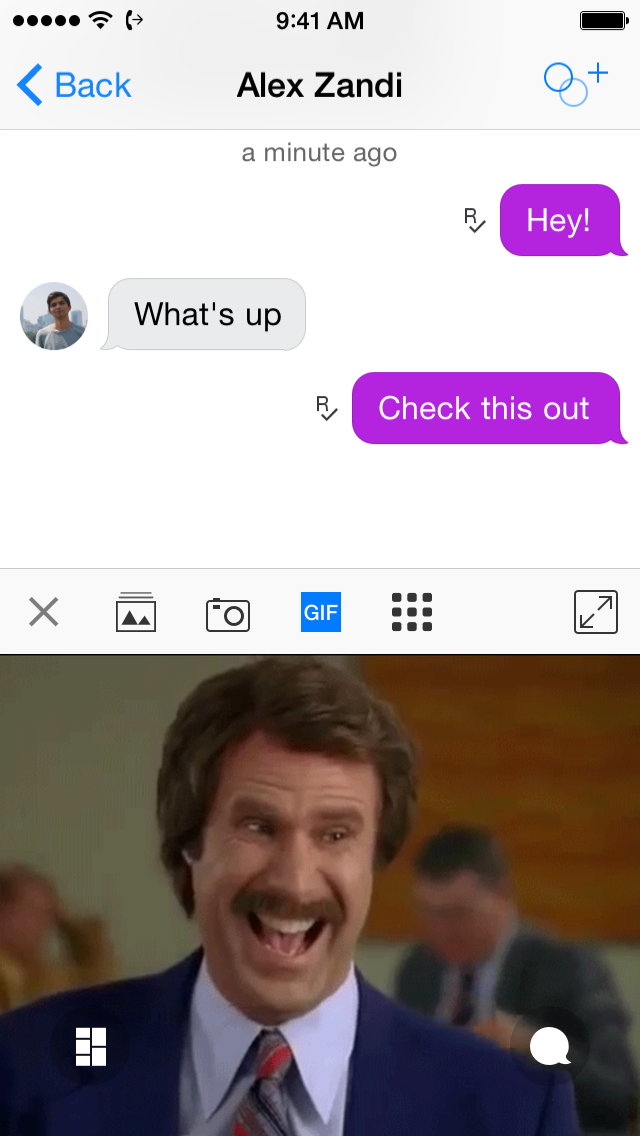 9:41 AM
Back
Alex Zandi
a minute ago
R
Hey!
What's up
R
Check this out
GIF